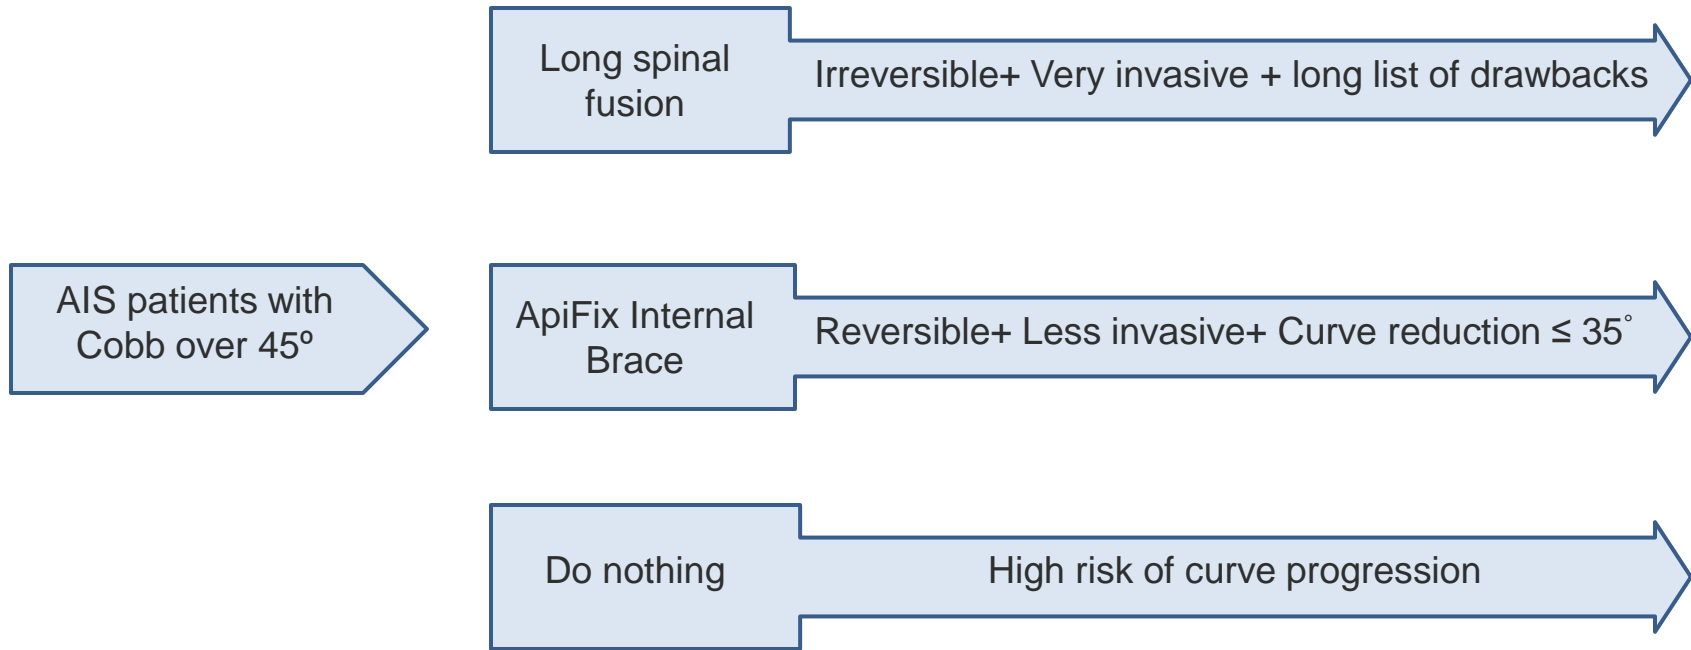 Long spinal
fusion
Irreversible+ Very invasive + long list of drawbacks
AIS patients with
Cobb over 45º
ApiFix Internal
Brace
Reversible+ Less invasive+ Curve reduction ≤ 35°
Do nothing
High risk of curve progression